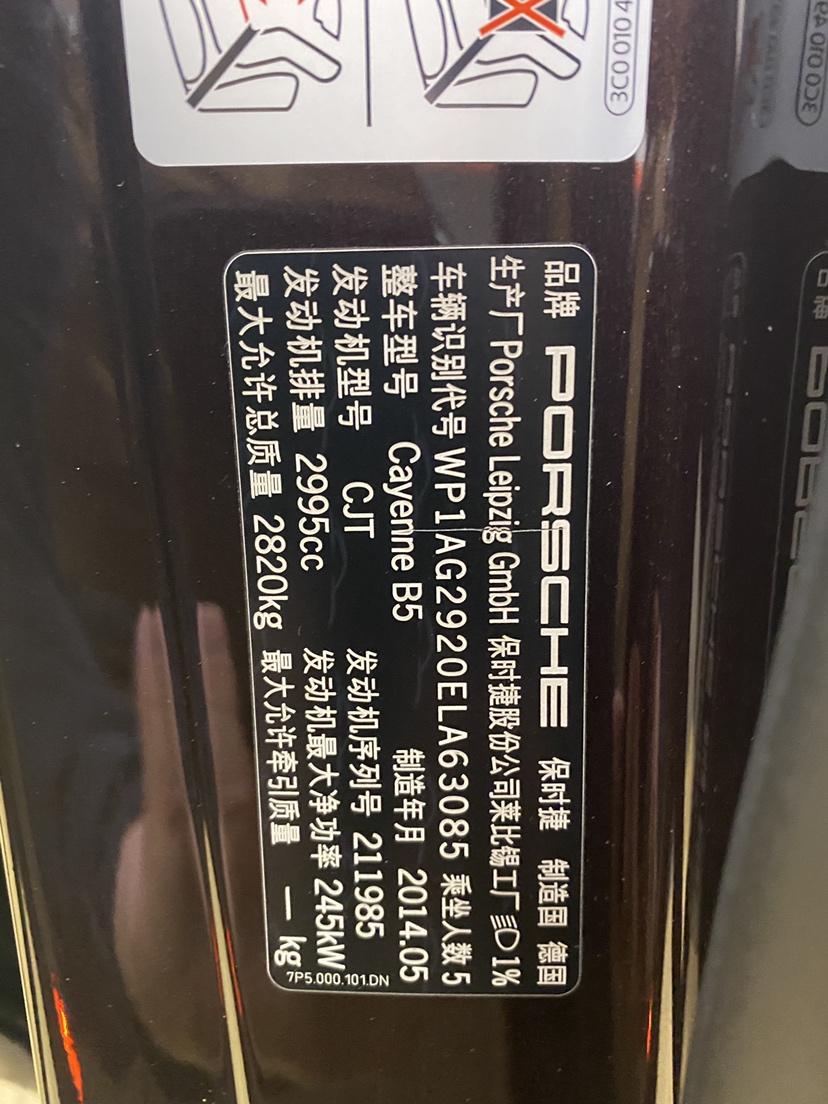 3C0 010 4
品牌 PORSCHE 保时捷 制造国 德国
生产厂 Porsche Leipzig GmbH 保时捷股份公司莱比锡工厂 1%
车辆识别代号 WP1AG2920ELA63085 乘坐人数 5
整车型号 Cayenne B5 制造年月 2014.05
发动机型号 CJT 发动机序列号 211985
发动机排量 2995cc 发动机最大净功率 245kW
最大允许总质量 2820kg 最大允许牵引质量 — kg
7P5.000.101.DN